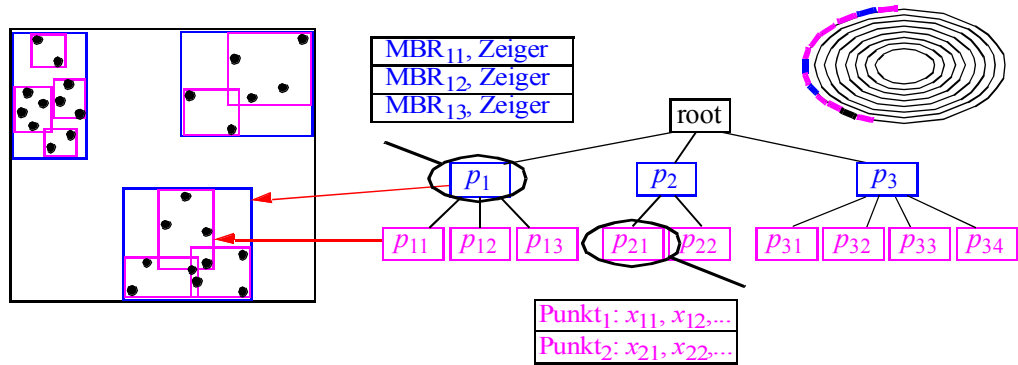 MBR11, Zeiger
MBR12, Zeiger
MBR13, Zeiger
root
p1 p2 p3
p11 p12 p13 p21 p22 p31 p32 p33 p34
Punkt1: x11, x12,...
Punkt2: x21, x22,...